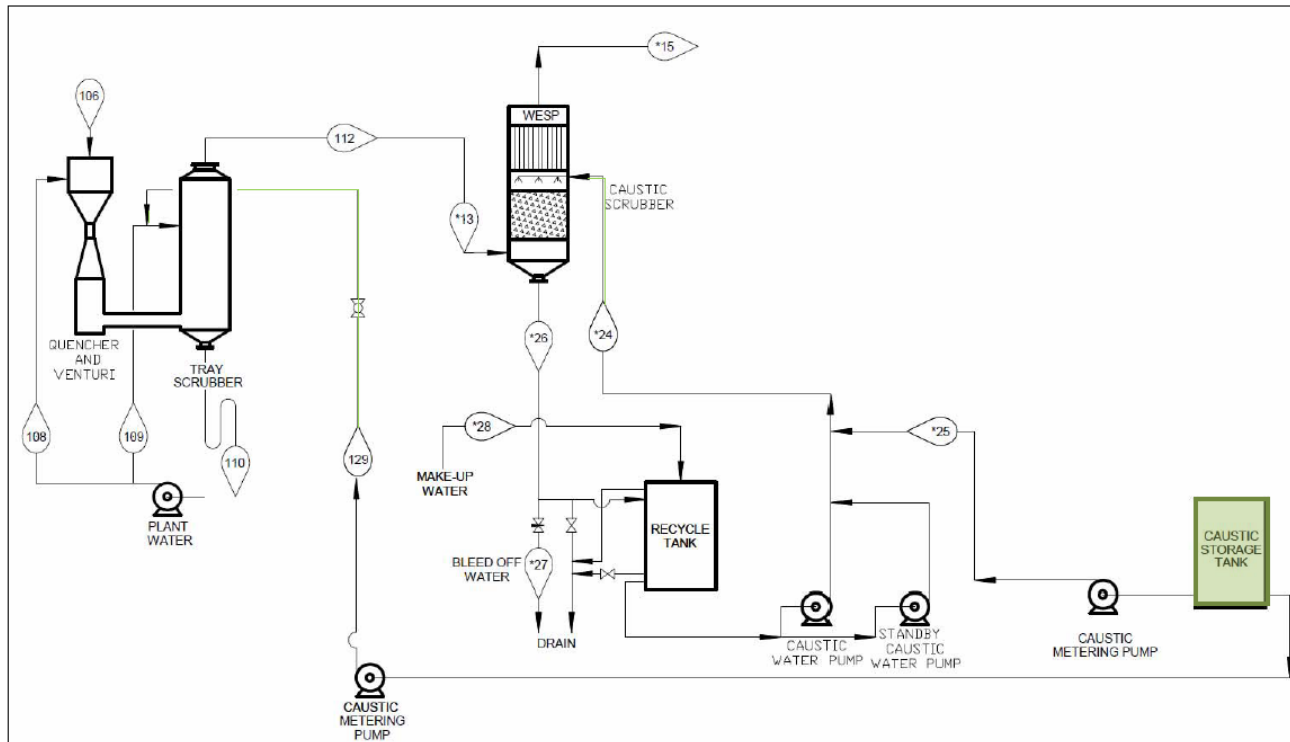 *15
106
WESP
112
CAUSTIC
SCRUBBER
*13
*26
*24
QUENCHER
AND
VENTURI
TRAY
SCRUBBER
108
109
110
129
*28
*25
MAKE-UP
WATER
PLANT
WATER
RECYCLE
TANK
CAUSTIC
STORAGE
TANK
BLEED OFF
WATER
*27
DRAIN
CAUSTIC
WATER PUMP
STANDBY
CAUSTIC
WATER PUMP
CAUSTIC
METERING PUMP
CAUSTIC
METERING
PUMP